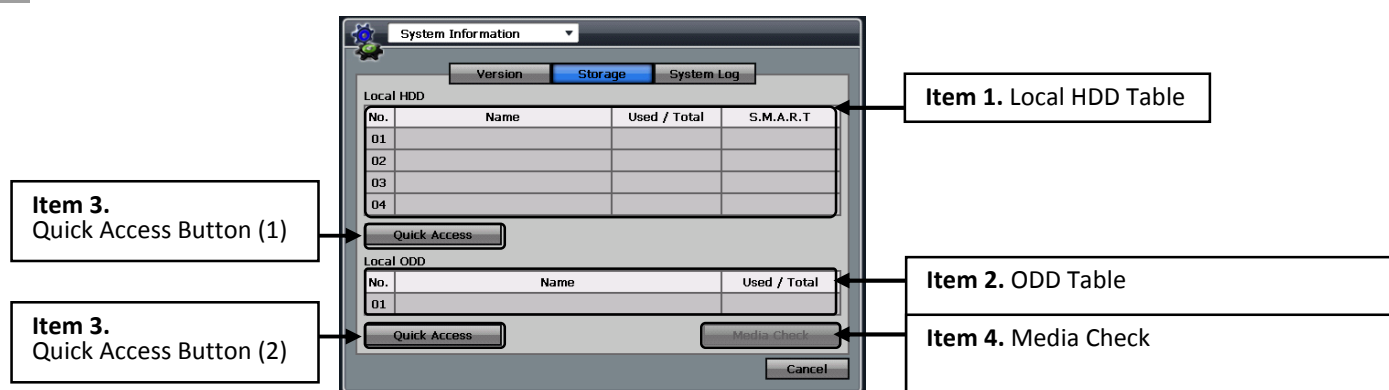 System Information
Version Storage System Log
Local HDD
No. Name Used / Total S.M.A.R.T
01
02
03
04
Quick Access
Local ODD
No. Name Used / Total
01
Quick Access Media Check
Cancel
Item 1. Local HDD Table
Item 3.
Quick Access Button (1)
Item 2. ODD Table
Item 3.
Quick Access Button (2)
Item 4. Media Check